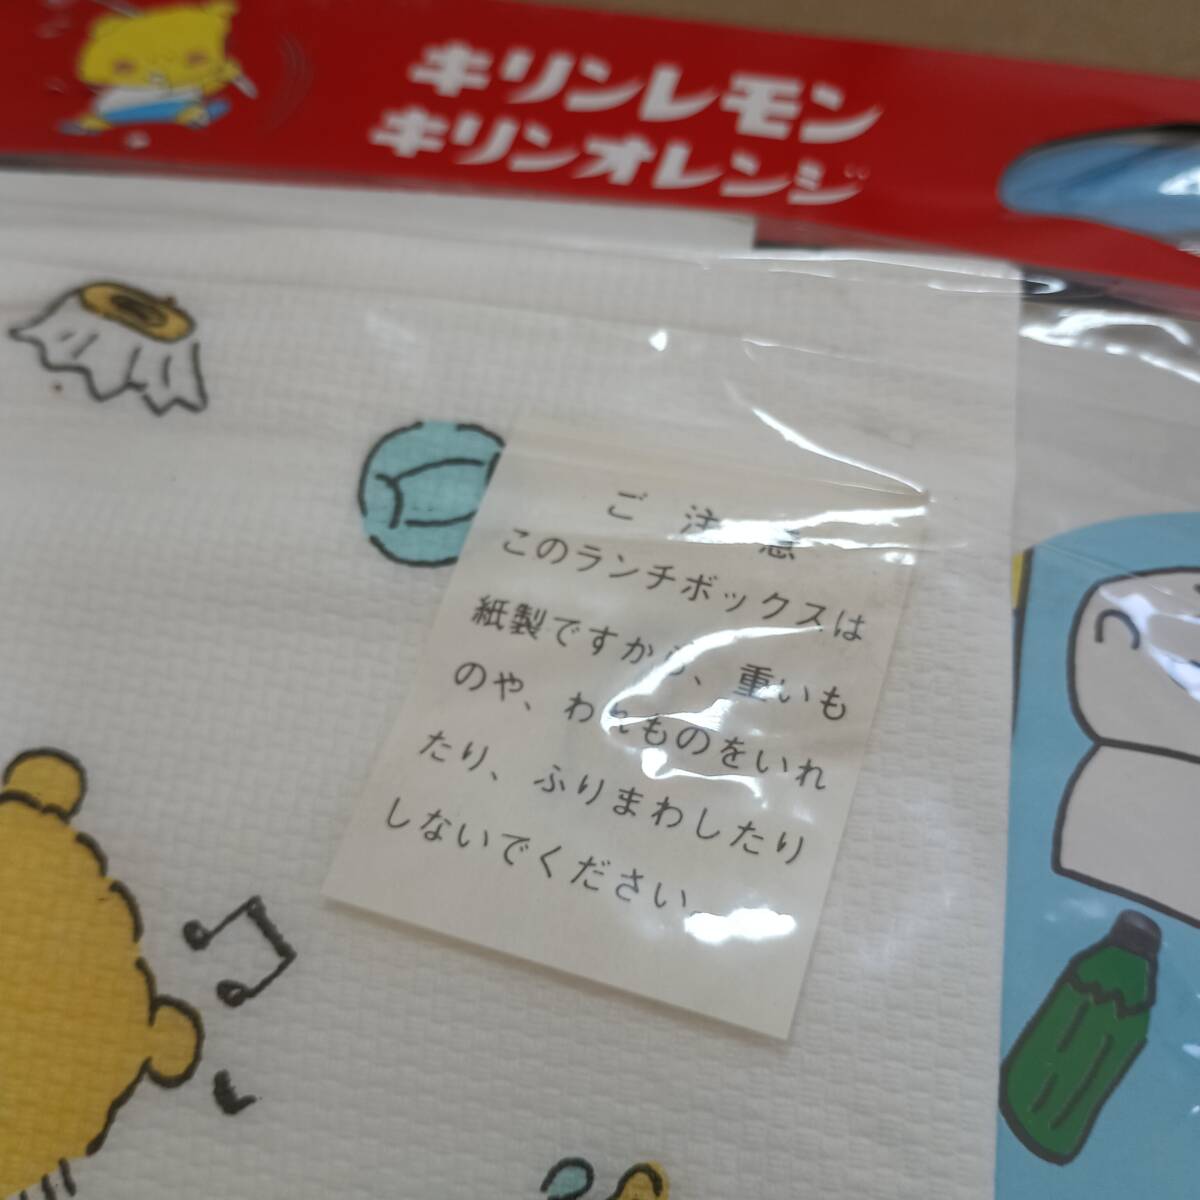 キリンレモン
キリンオレンジ
ご注意
このランチボックスは
紙製ですから、重いも
のや、われものをいれ
たり、ふりまわしたり
しないでください。